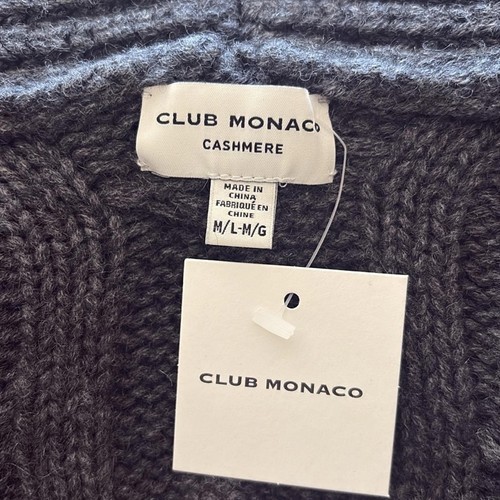 CLUB MONACO
CASHMERE
MADE IN
CHINA
FABRIQUÉ EN
CHINE
M/L-M/G
CLUB MONACO